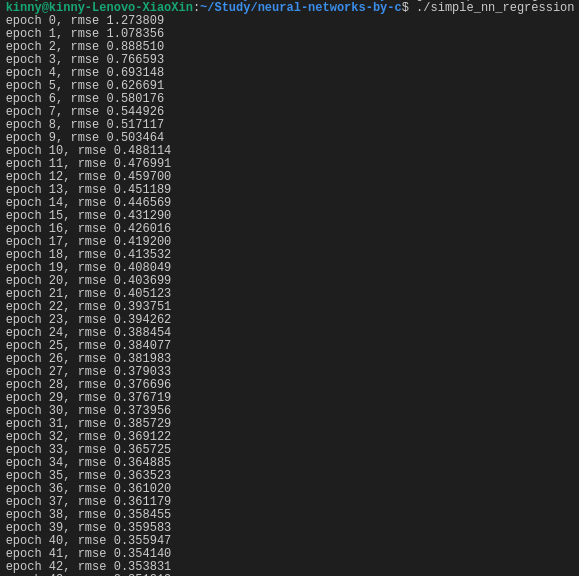 kinny@kinny-Lenovo-XiaoXin:~/Study/neural-networks-by-c$ ./simple_nn_regression
epoch 0, rmse 1.273809
epoch 1, rmse 1.078356
epoch 2, rmse 0.888510
epoch 3, rmse 0.766593
epoch 4, rmse 0.693148
epoch 5, rmse 0.626691
epoch 6, rmse 0.580176
epoch 7, rmse 0.544926
epoch 8, rmse 0.517117
epoch 9, rmse 0.503464
epoch 10, rmse 0.488114
epoch 11, rmse 0.476991
epoch 12, rmse 0.459700
epoch 13, rmse 0.451189
epoch 14, rmse 0.446569
epoch 15, rmse 0.431290
epoch 16, rmse 0.426016
epoch 17, rmse 0.419200
epoch 18, rmse 0.413532
epoch 19, rmse 0.408049
epoch 20, rmse 0.403699
epoch 21, rmse 0.405123
epoch 22, rmse 0.393751
epoch 23, rmse 0.394262
epoch 24, rmse 0.388454
epoch 25, rmse 0.384077
epoch 26, rmse 0.381983
epoch 27, rmse 0.379033
epoch 28, rmse 0.376696
epoch 29, rmse 0.376719
epoch 30, rmse 0.373956
epoch 31, rmse 0.385729
epoch 32, rmse 0.369122
epoch 33, rmse 0.365725
epoch 34, rmse 0.364885
epoch 35, rmse 0.363523
epoch 36, rmse 0.361020
epoch 37, rmse 0.361179
epoch 38, rmse 0.358455
epoch 39, rmse 0.359583
epoch 40, rmse 0.355947
epoch 41, rmse 0.354140
epoch 42, rmse 0.353831